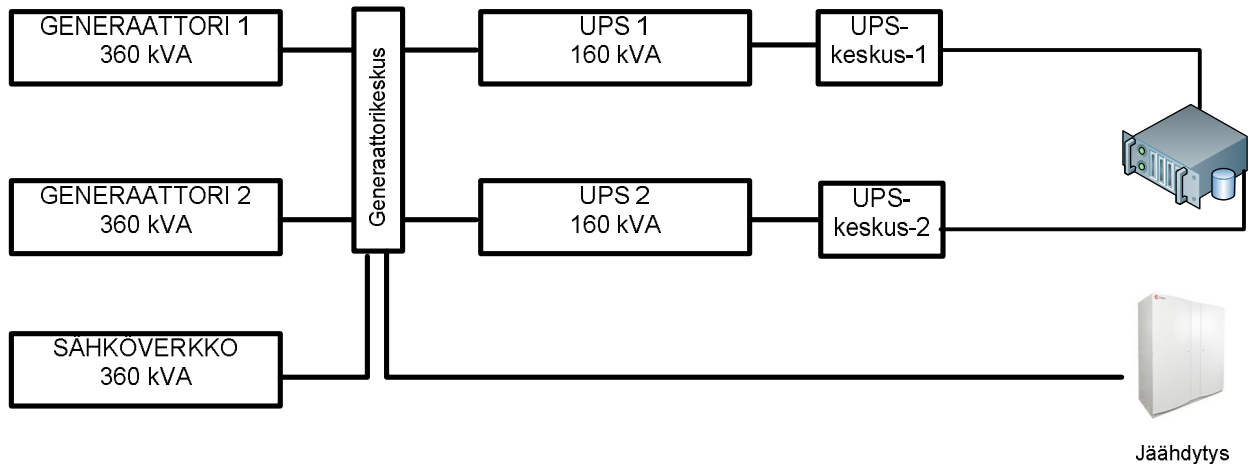 GENERAATTORI 1
360 kVA
Generaattorikeskus
UPS 1
160 kVA
UPS-
keskus-1
GENERAATTORI 2
360 kVA
UPS 2
160 kVA
UPS-
keskus-2
SÄHKÖVERKKO
360 kVA
Jäähdytys